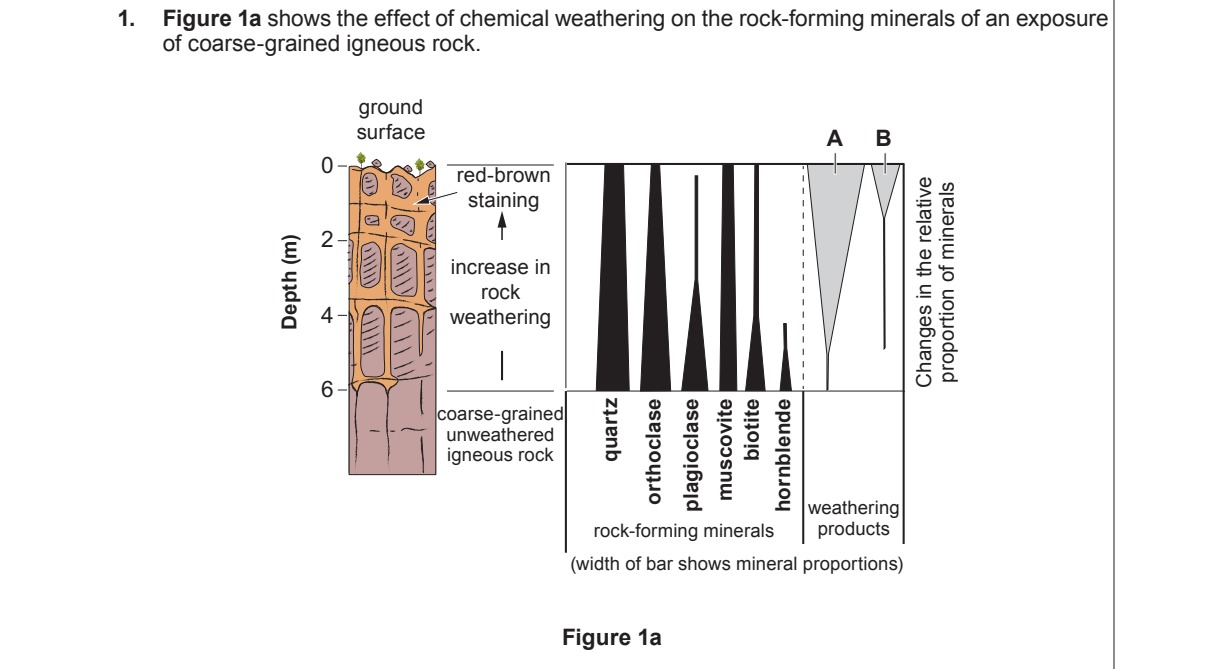 1. Figure 1a shows the effect of chemical weathering on the rock-forming minerals of an exposure
of coarse-grained igneous rock.
ground
surface
A B
0
red-brown
staining
2
increase in
rock
weathering
4
6
Depth (m)
coarse-grained
unweathered
igneous rock
quartz
orthoclase
plagioclase
muscovite
biotite
hornblende
Changes in the relative
proportion of minerals
weathering
products
rock-forming minerals
(width of bar shows mineral proportions)
Figure 1a